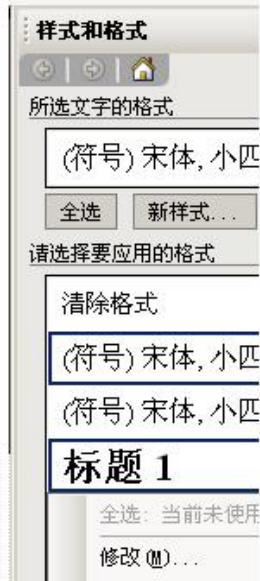 样式和格式
所选文字的格式
(符号) 宋体, 小四
全选 新样式...
请选择要应用的格式
清除格式
(符号) 宋体, 小四
(符号) 宋体, 小四
标题 1
全选: 当前未使用
修改(M)...